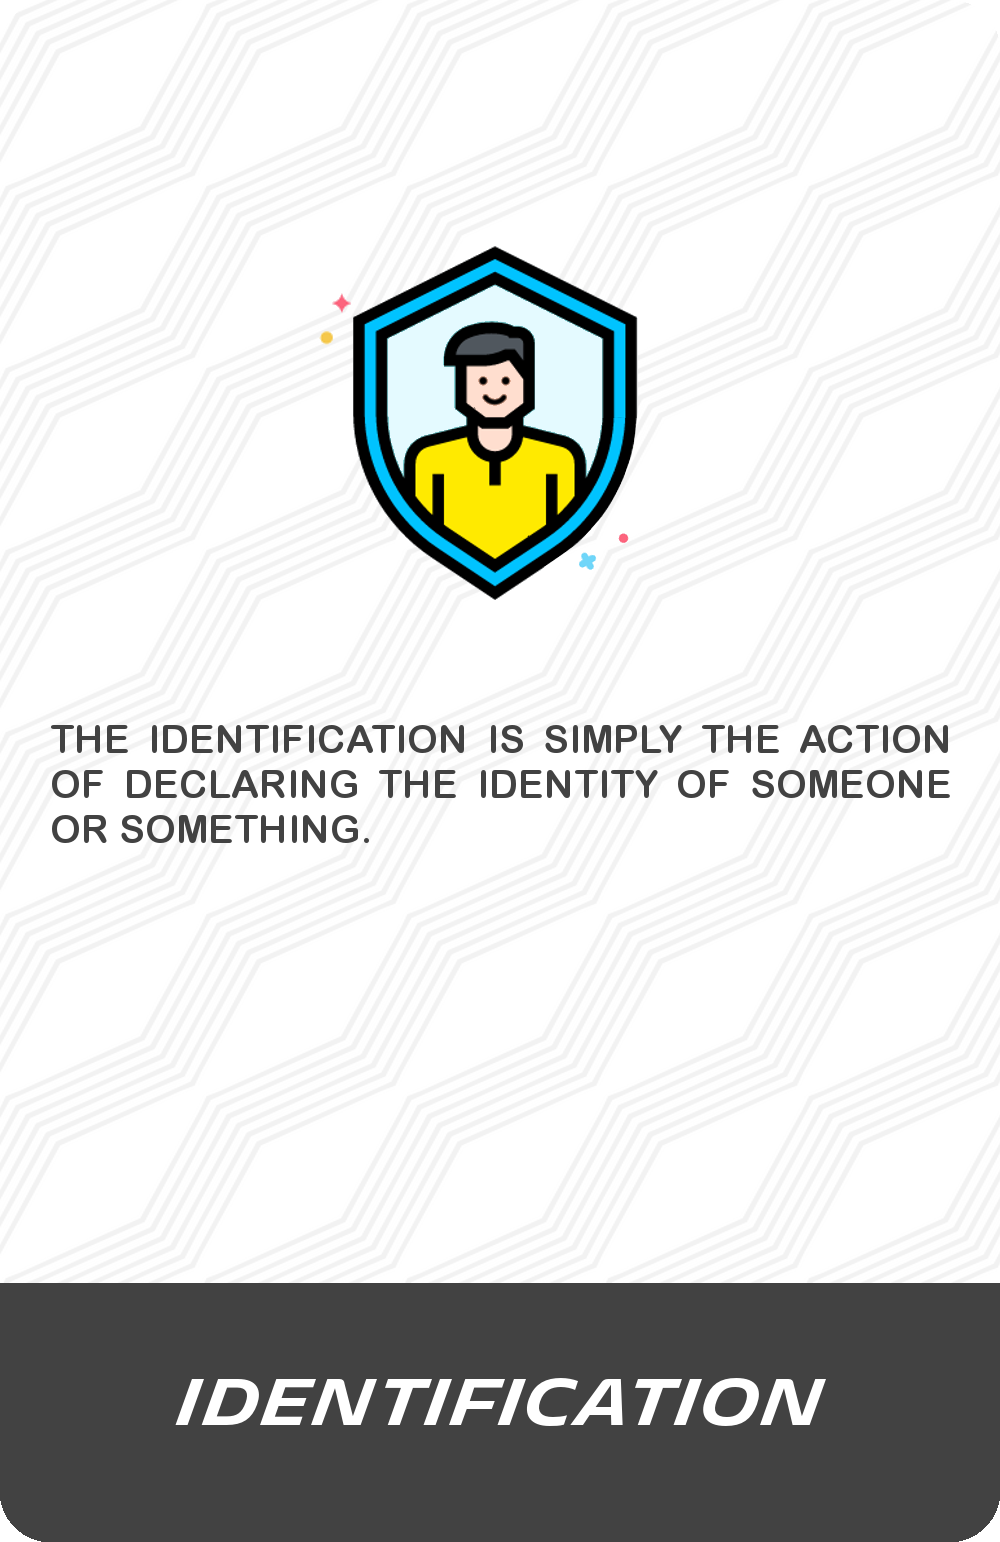 THE IDENTIFICATION IS SIMPLY THE ACTION
OF DECLARING THE IDENTITY OF SOMEONE
OR SOMETHING.
IDENTIFICATION